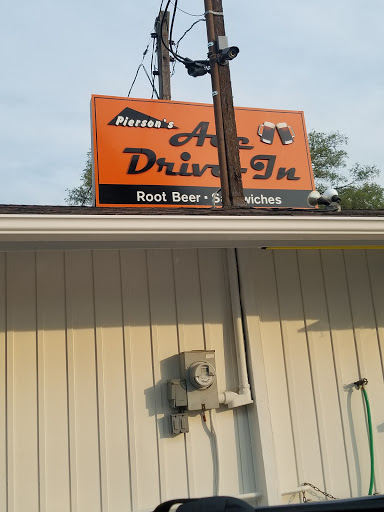 Pierson's
Ace
Drive-In
Root Beer • Sandwiches